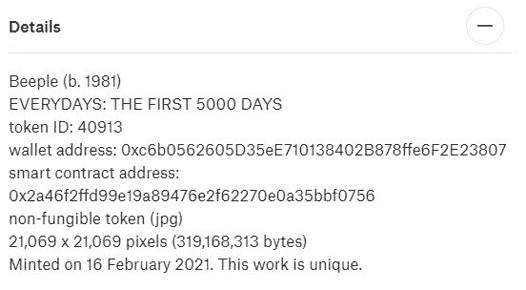 Details
Beeple (b. 1981)
EVERYDAYS: THE FIRST 5000 DAYS
token ID: 40913
wallet address: 0xc6b0562605D35eE710138402B878ffe6F2E23807
smart contract address:
0x2a46f2ffd99e19a89476e2f62270e0a35bbf0756
non-fungible token (jpg)
21,069 x 21,069 pixels (319,168,313 bytes)
Minted on 16 February 2021. This work is unique.